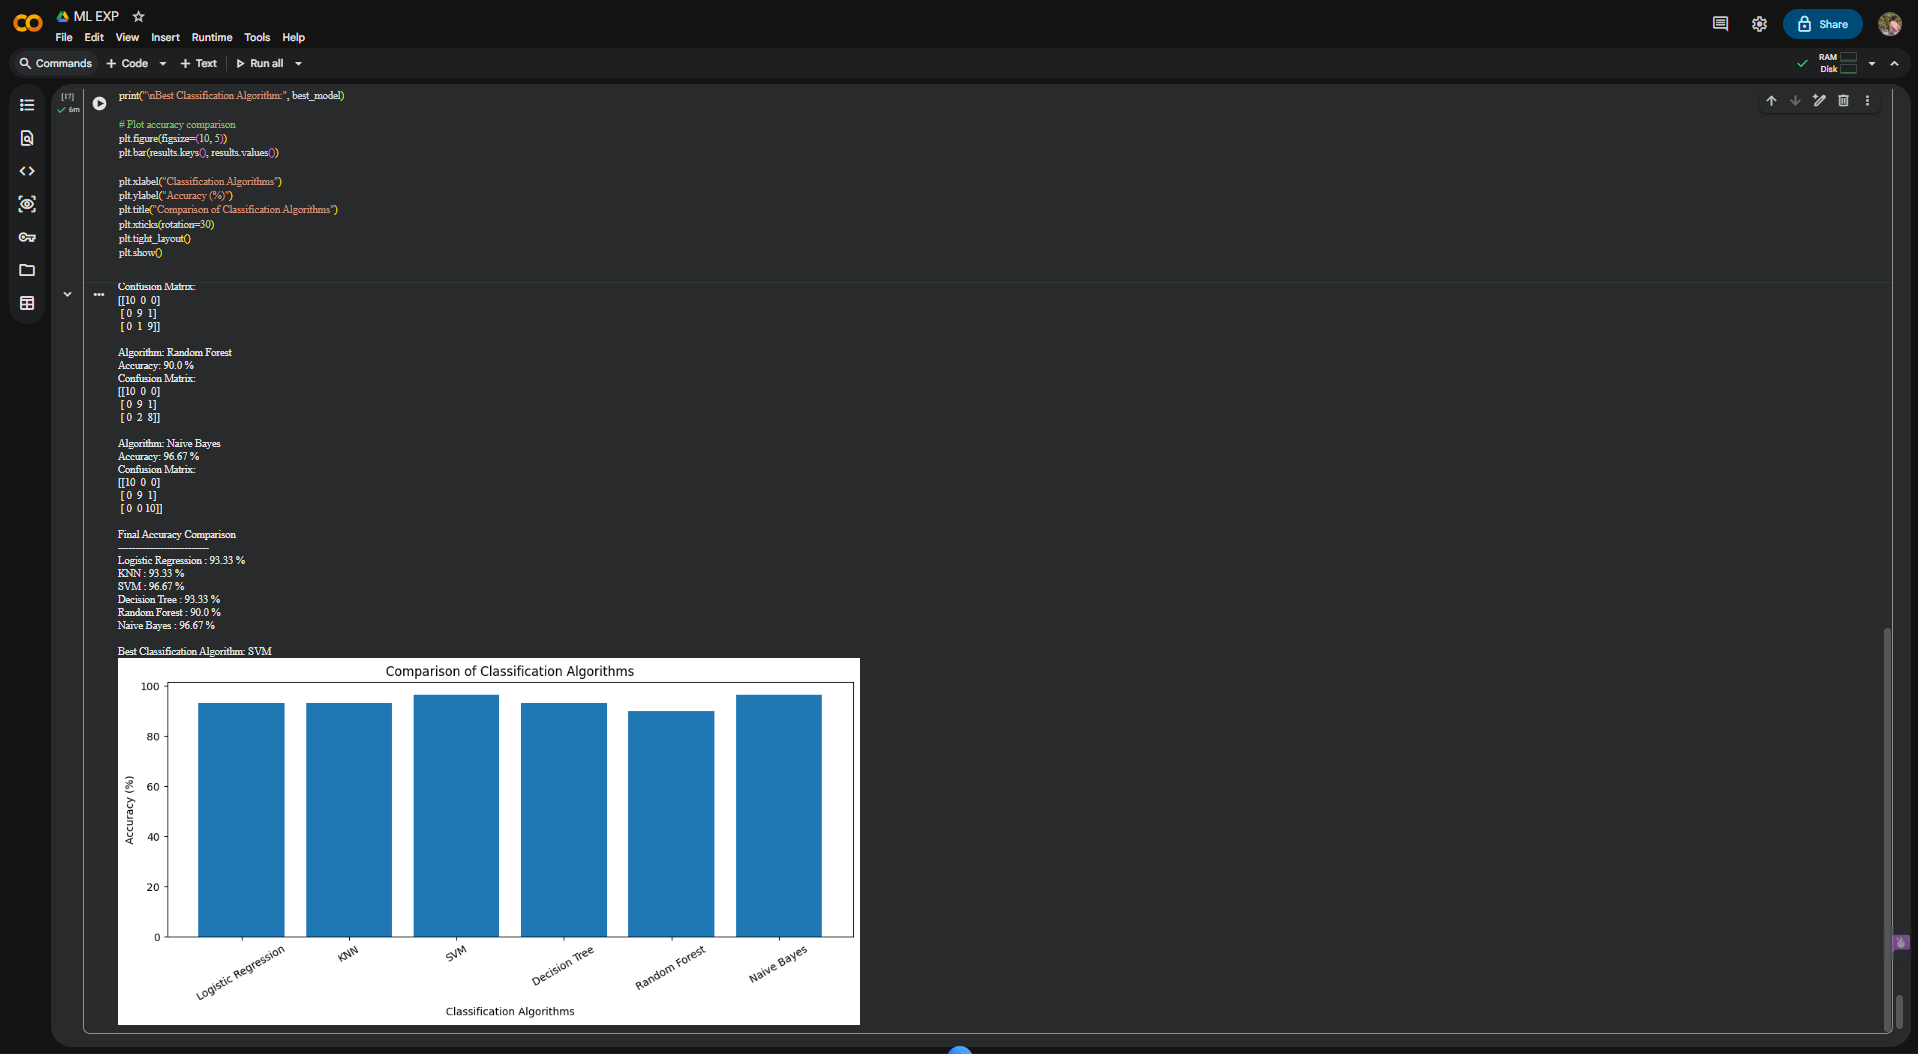 ML EXP
File Edit View Insert Runtime Tools Help
Share
Commands + Code + Text Run all
RAM
Disk
[17]
6m
print("\nBest Classification Algorithm:", best_model)
# Plot accuracy comparison
plt.figure(figsize=(10, 5))
plt.bar(results.keys(), results.values())
plt.xlabel("Classification Algorithms")
plt.ylabel("Accuracy (%)")
plt.title("Comparison of Classification Algorithms")
plt.xticks(rotation=30)
plt.tight_layout()
plt.show()
Confusion Matrix:
[[10 0 0]
[ 0 9 1]
[ 0 1 9]]
Algorithm: Random Forest
Accuracy: 90.0 %
Confusion Matrix:
[[10 0 0]
[ 0 9 1]
[ 0 2 8]]
Algorithm: Naive Bayes
Accuracy: 96.67 %
Confusion Matrix:
[[10 0 0]
[ 0 9 1]
[ 0 0 10]]
Final Accuracy Comparison
---------------------------
Logistic Regression : 93.33 %
KNN : 93.33 %
SVM : 96.67 %
Decision Tree : 93.33 %
Random Forest : 90.0 %
Naive Bayes : 96.67 %
Best Classification Algorithm: SVM
Comparison of Classification Algorithms
100
80
60
40
20
0
Accuracy (%)
Logistic Regression
KNN
SVM
Decision Tree
Random Forest
Naive Bayes
Classification Algorithms